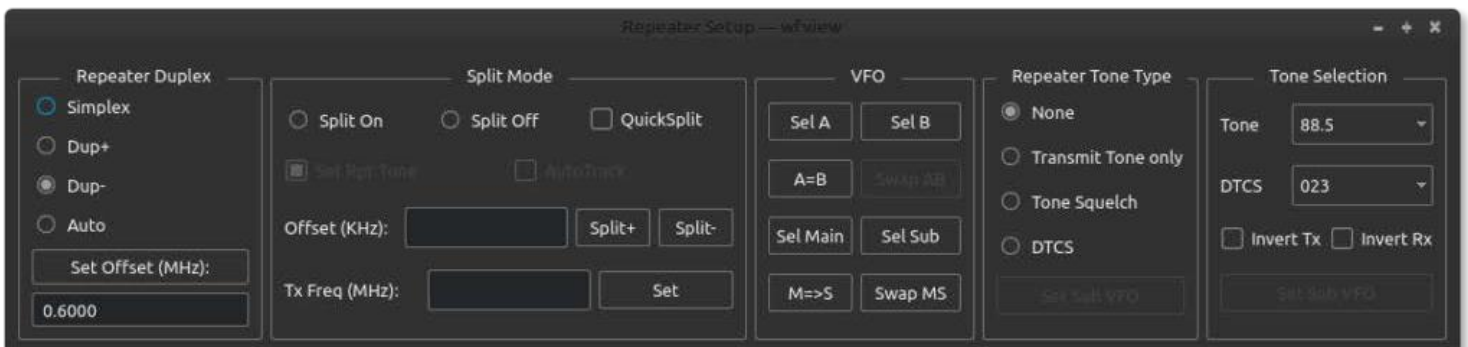 Repeater Setup — wfview
Repeater Duplex
Simplex
Dup+
Dup-
Auto
Set Offset (MHz):
0.6000
Split Mode
Split On Split Off QuickSplit
Set Rpt Tone AutoTrack
Offset (KHz): Split+ Split-
Tx Freq (MHz): Set
VFO
Sel A Sel B
A=B Swap AB
Sel Main Sel Sub
M=>S Swap MS
Repeater Tone Type
None
Transmit Tone only
Tone Squelch
DTCS
Set Sub VFO
Tone Selection
Tone 88.5
DTCS 023
Invert Tx Invert Rx
Set Sub VFO